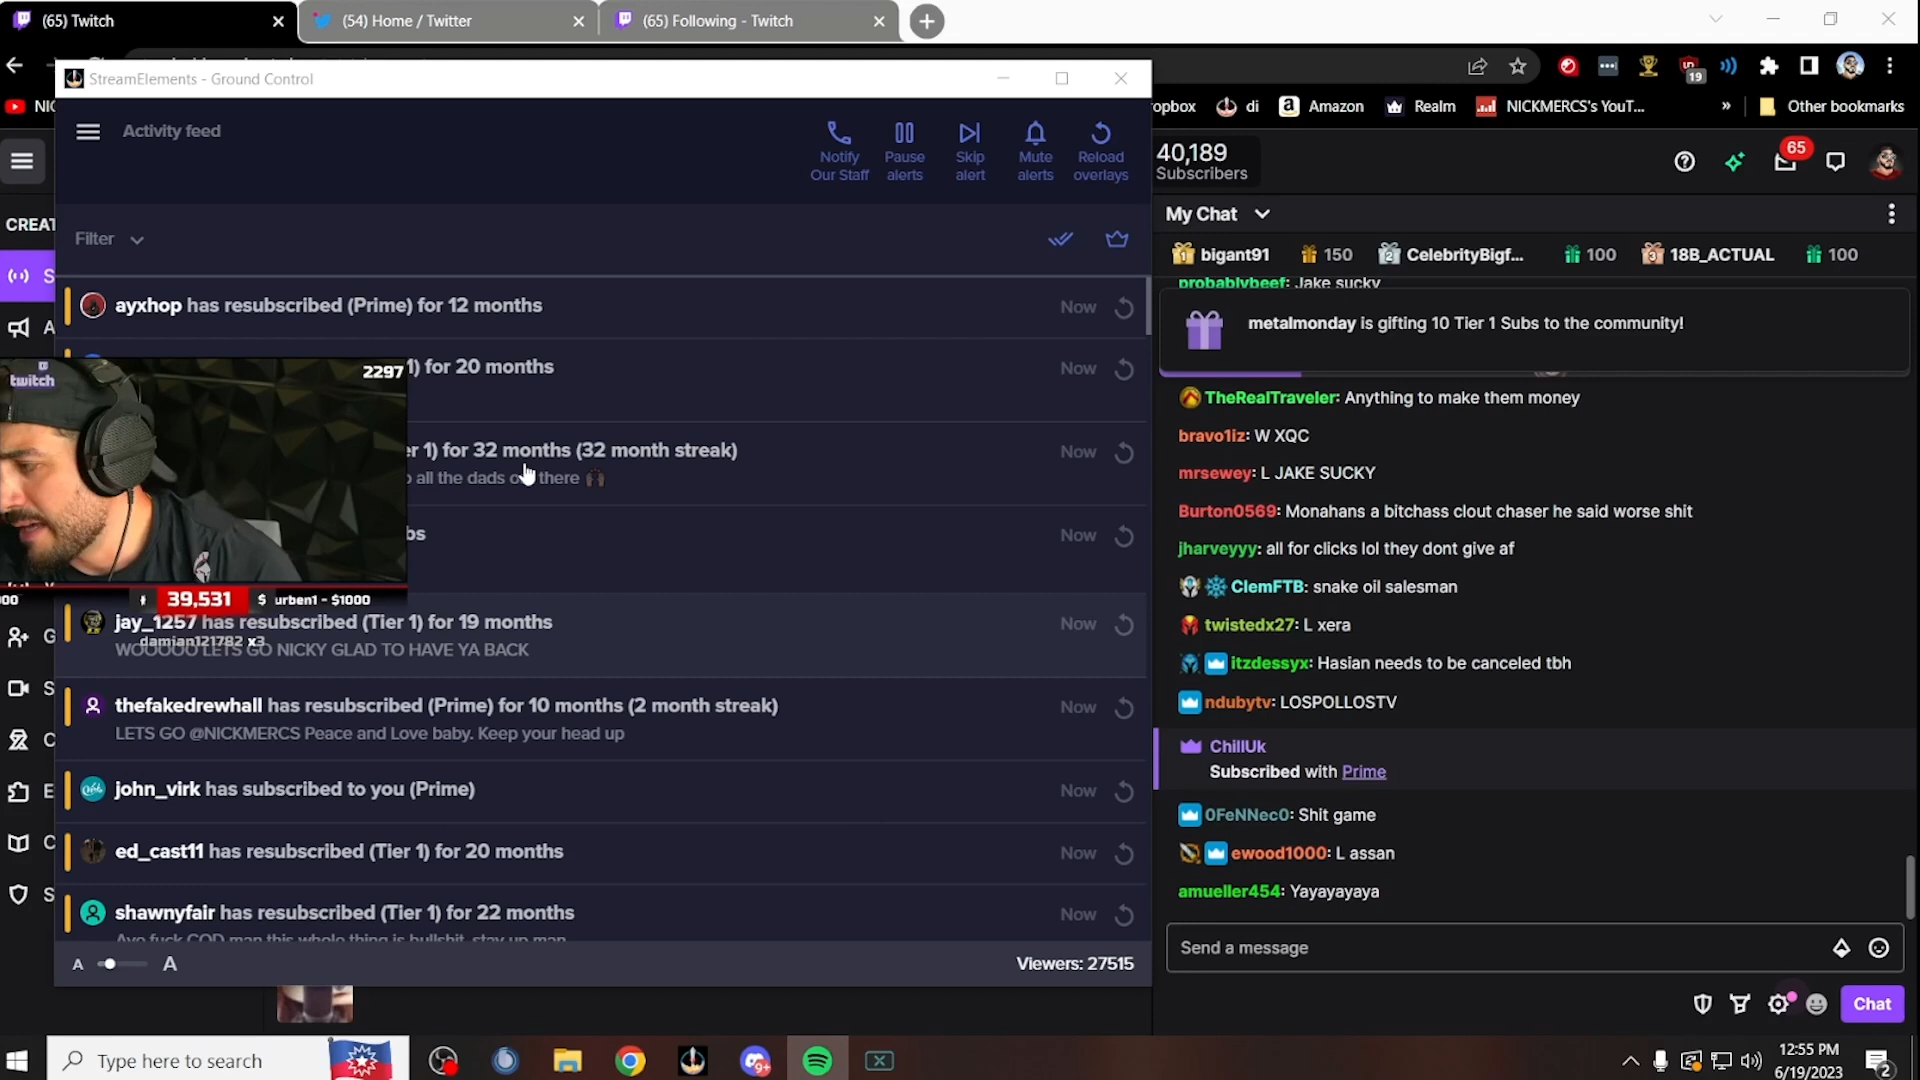 (65) Twitch
(54) Home / Twitter
(65) Following - Twitch
StreamElements - Ground Control
19
NIC
opbox
di
Amazon
Realm
NICKMERCS's YouT...
»
Other bookmarks
Activity feed
Notify Our Staff
Pause alerts
Skip alert
Mute alerts
Reload overlays
40,189
Subscribers
65
CREAT
Filter
My Chat
bigant91
150
CelebrityBigf...
100
18B_ACTUAL
100
probablybeef: Jake sucky
metalmonday is gifting 10 Tier 1 Subs to the community!
ayxhop has resubscribed (Prime) for 12 months
Now
1) for 20 months
Now
er 1) for 32 months (32 month streak)
Now
all the dads there
bs
Now
twitch
2297
39,531
$ urben1 - $1000
jay_1257 has resubscribed (Tier 1) for 19 months
Now
damian121782 x3
WOOOOO LETS GO NICKY GLAD TO HAVE YA BACK
thefakedrewhall has resubscribed (Prime) for 10 months (2 month streak)
Now
LETS GO @NICKMERCS Peace and Love baby. Keep your head up
john_virk has subscribed to you (Prime)
Now
ed_cast11 has resubscribed (Tier 1) for 20 months
Now
shawnyfair has resubscribed (Tier 1) for 22 months
Now
Ayo fuck COD man this whole thing is bullshit, stay up man
A
A
Viewers: 27515
TheRealTraveler: Anything to make them money
bravo1iz: W XQC
mrsewey: L JAKE SUCKY
Burton0569: Monahans a bitchass clout chaser he said worse shit
jharveyyy: all for clicks lol they dont give af
ClemFTB: snake oil salesman
twistedx27: L xera
itzdessyx: Hasian needs to be canceled tbh
ndubytv: LOSPOLLOSTV
ChillUk
Subscribed with Prime
0FeNNec0: Shit game
ewood1000: L assan
amueller454: Yayayayaya
Send a message
Chat
Type here to search
12:55 PM
6/19/2023
2